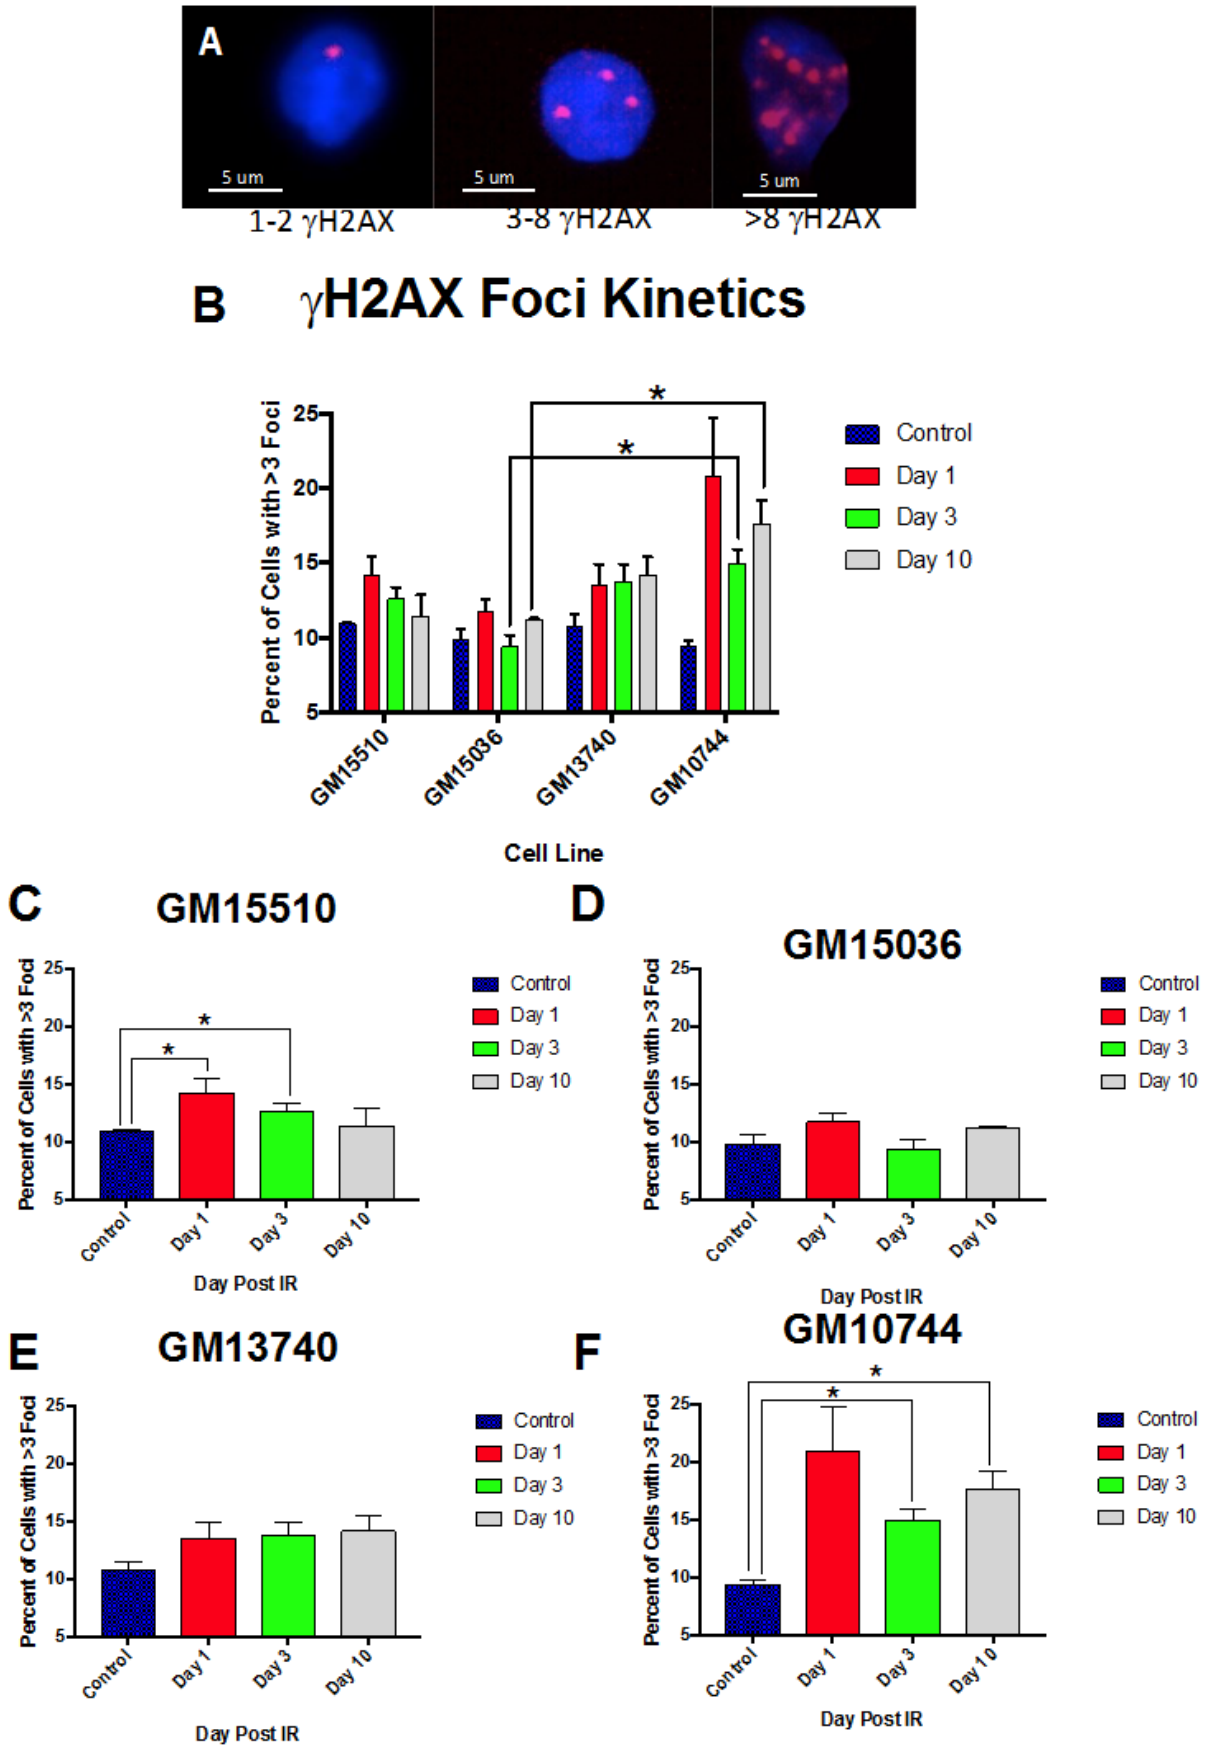 A
5 um
5 um
5 um
1-2 γH2AX
3-8 γH2AX
>8 γH2AX
B
γH2AX Foci Kinetics
Percent of Cells with >3 Foci
25
20
15
10
5
*
*
Control
Day 1
Day 3
Day 10
GM15510
GM15036
GM13740
GM10744
Cell Line
C
GM15510
Percent of Cells with >3 Foci
25
20
15
10
5
*
*
Control
Day 1
Day 3
Day 10
Control
Day 1
Day 3
Day 10
Day Post IR
D
GM15036
Percent of Cells with >3 Foci
25
20
15
10
5
Control
Day 1
Day 3
Day 10
Control
Day 1
Day 3
Day 10
Day Post IR
E
GM13740
Percent of Cells with >3 Foci
25
20
15
10
5
Control
Day 1
Day 3
Day 10
Control
Day 1
Day 3
Day 10
Day Post IR
F
GM10744
Percent of Cells with >3 Foci
25
20
15
10
5
*
*
Control
Day 1
Day 3
Day 10
Control
Day 1
Day 3
Day 10
Day Post IR